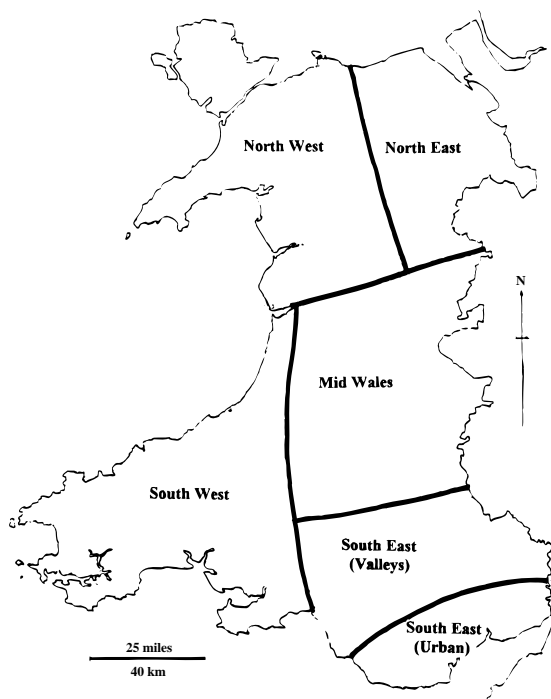 North West
North East
N
Mid Wales
South West
South East
(Valleys)
South East
(Urban)
25 miles
40 km